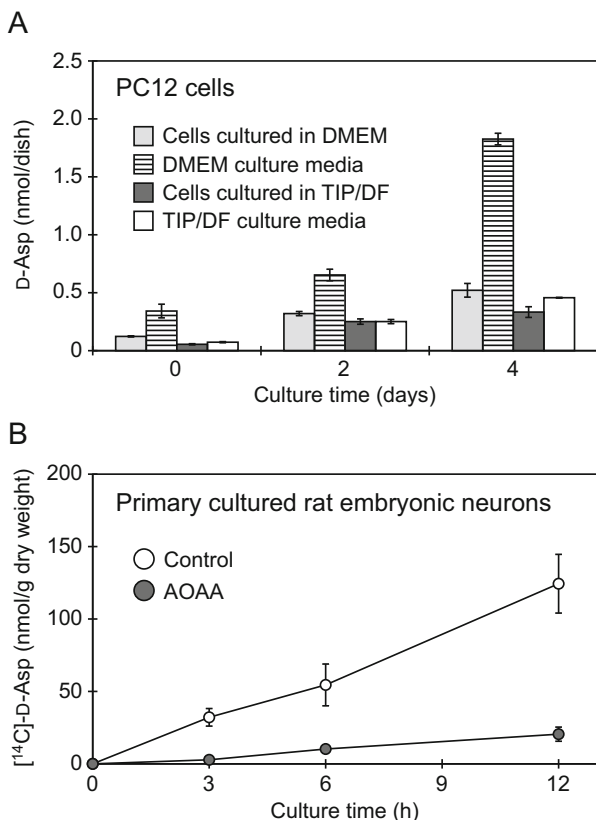 A
2.5
2.0
1.5
1.0
0.5
0
D-Asp (nmol/dish)
PC12 cells
Cells cultured in DMEM
DMEM culture media
Cells cultured in TIP/DF
TIP/DF culture media
0 2 4
Culture time (days)
B
200
150
100
50
0
[¹⁴C]-D-Asp (nmol/g dry weight)
Primary cultured rat embryonic neurons
Control
AOAA
0 3 6 9 12
Culture time (h)